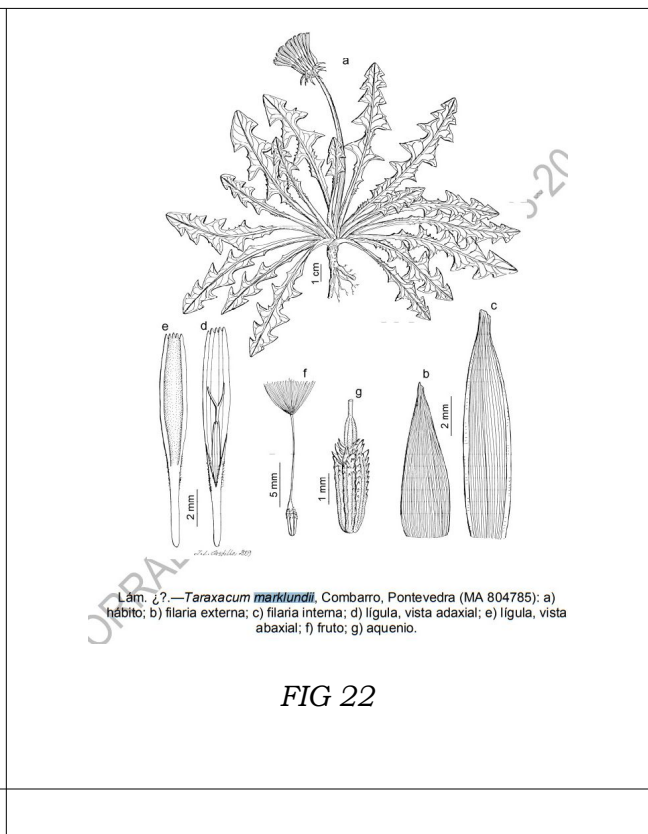 a
1 cm
c
e
d
f
g
b
2 mm
5 mm
1 mm
2 mm
Lám. ¿?.—Taraxacum marklundii, Combarro, Pontevedra (MA 804785): a)
hábito; b) filaria externa; c) filaria interna; d) lígula, vista adaxial; e) lígula, vista
abaxial; f) fruto; g) aquenio.
FIG 22